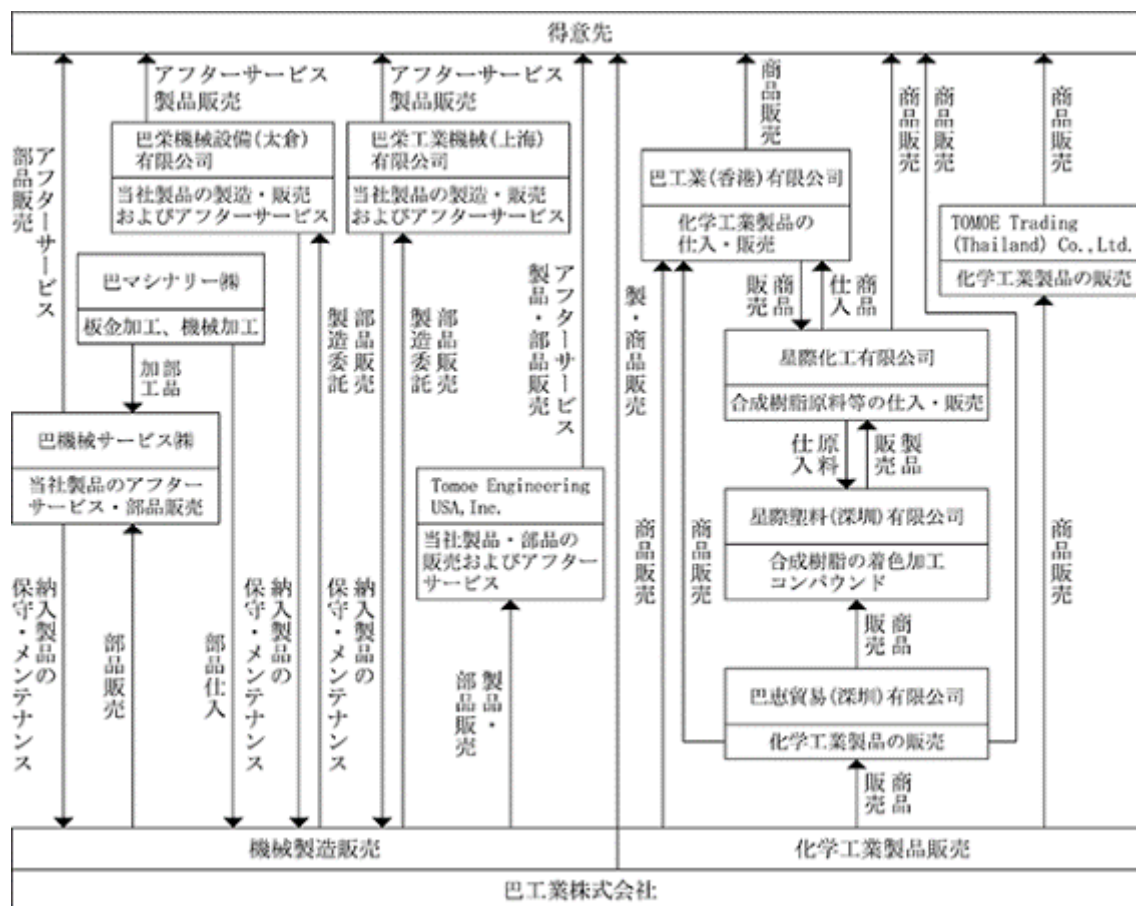 得意先
アフターサービス
製品販売
アフターサービス
製品販売
商品
販売
商品販売
商品販売
商品販売
アフターサービス
部品販売
巴栄機械設備(太倉)
有限公司
当社製品の製造・販売
およびアフターサービス
巴栄工業機械(上海)
有限公司
当社製品の製造・販売
およびアフターサービス
巴工業(香港)有限公司
化学工業製品の
仕入・販売
TOMOE Trading
(Thailand) Co.,Ltd.
化学工業製品の販売
巴マシナリー㈱
板金加工、機械加工
部品
加工
部品販売
製造委託
部品販売
製造委託
アフターサービス
製品・部品販売
製・商品販売
商品
販売
商品
仕入
星際化工有限公司
合成樹脂原料等の仕入・販売
原料
仕入
製品
販売
巴機械サービス㈱
当社製品のアフター
サービス・部品販売
Tomoe Engineering
USA,Inc.
当社製品・部品の
販売およびアフター
サービス
星際塑料(深圳)有限公司
合成樹脂の着色加工
コンパウンド
商品
販売
巴恵貿易(深圳)有限公司
化学工業製品の販売
商品
販売
納入製品の
保守・メンテナンス
部品販売
部品仕入
納入製品の
保守・メンテナンス
納入製品の
保守・メンテナンス
製品・
部品販売
商品販売
商品販売
商品販売
機械製造販売
化学工業製品販売
巴工業株式会社